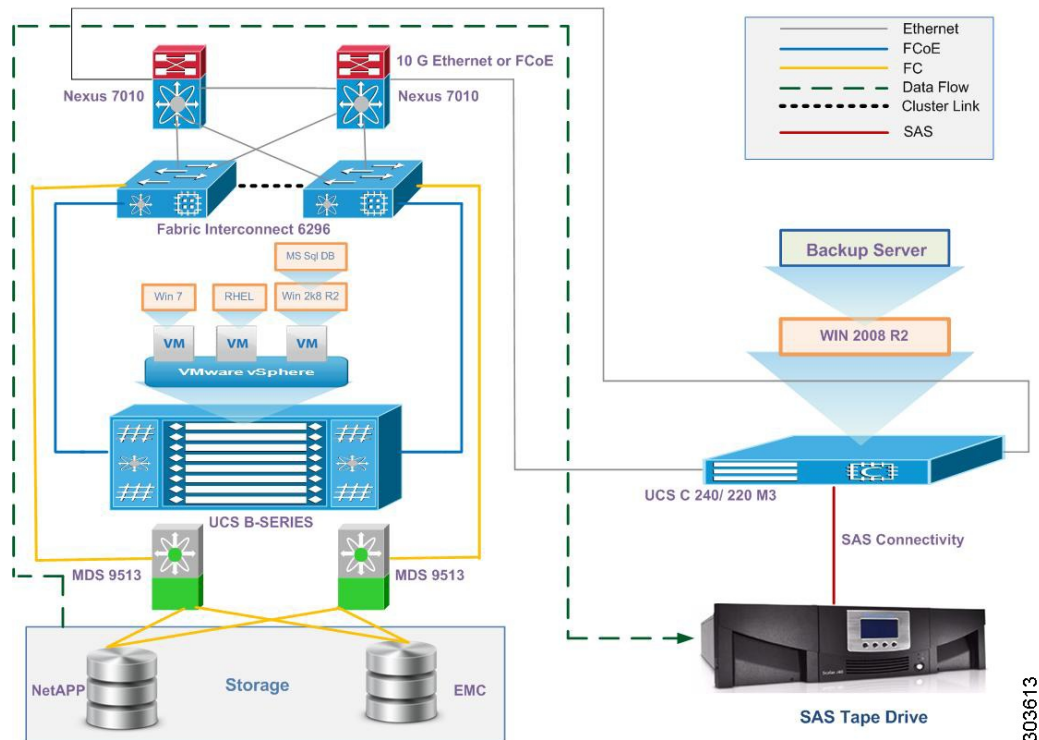 Ethernet
FCoE
FC
Data Flow
Cluster Link
SAS
10 G Ethernet or FCoE
Nexus 7010
Nexus 7010
Fabric Interconnect 6296
MS Sql DB
Win 7
RHEL
Win 2k8 R2
VM
VM
VM
VMware vSphere
UCS B-SERIES
MDS 9513
MDS 9513
NetAPP
Storage
EMC
Backup Server
WIN 2008 R2
UCS C 240/ 220 M3
SAS Connectivity
SAS Tape Drive
303613